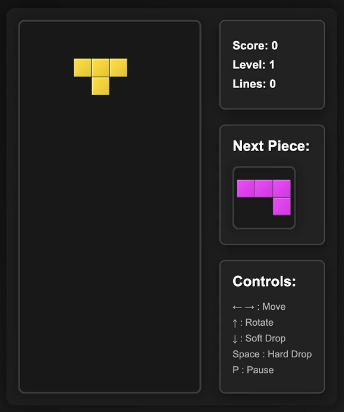 Score: 0
Level: 1
Lines: 0
Next Piece:
Controls:
← → : Move
↑ : Rotate
↓ : Soft Drop
Space : Hard Drop
P : Pause